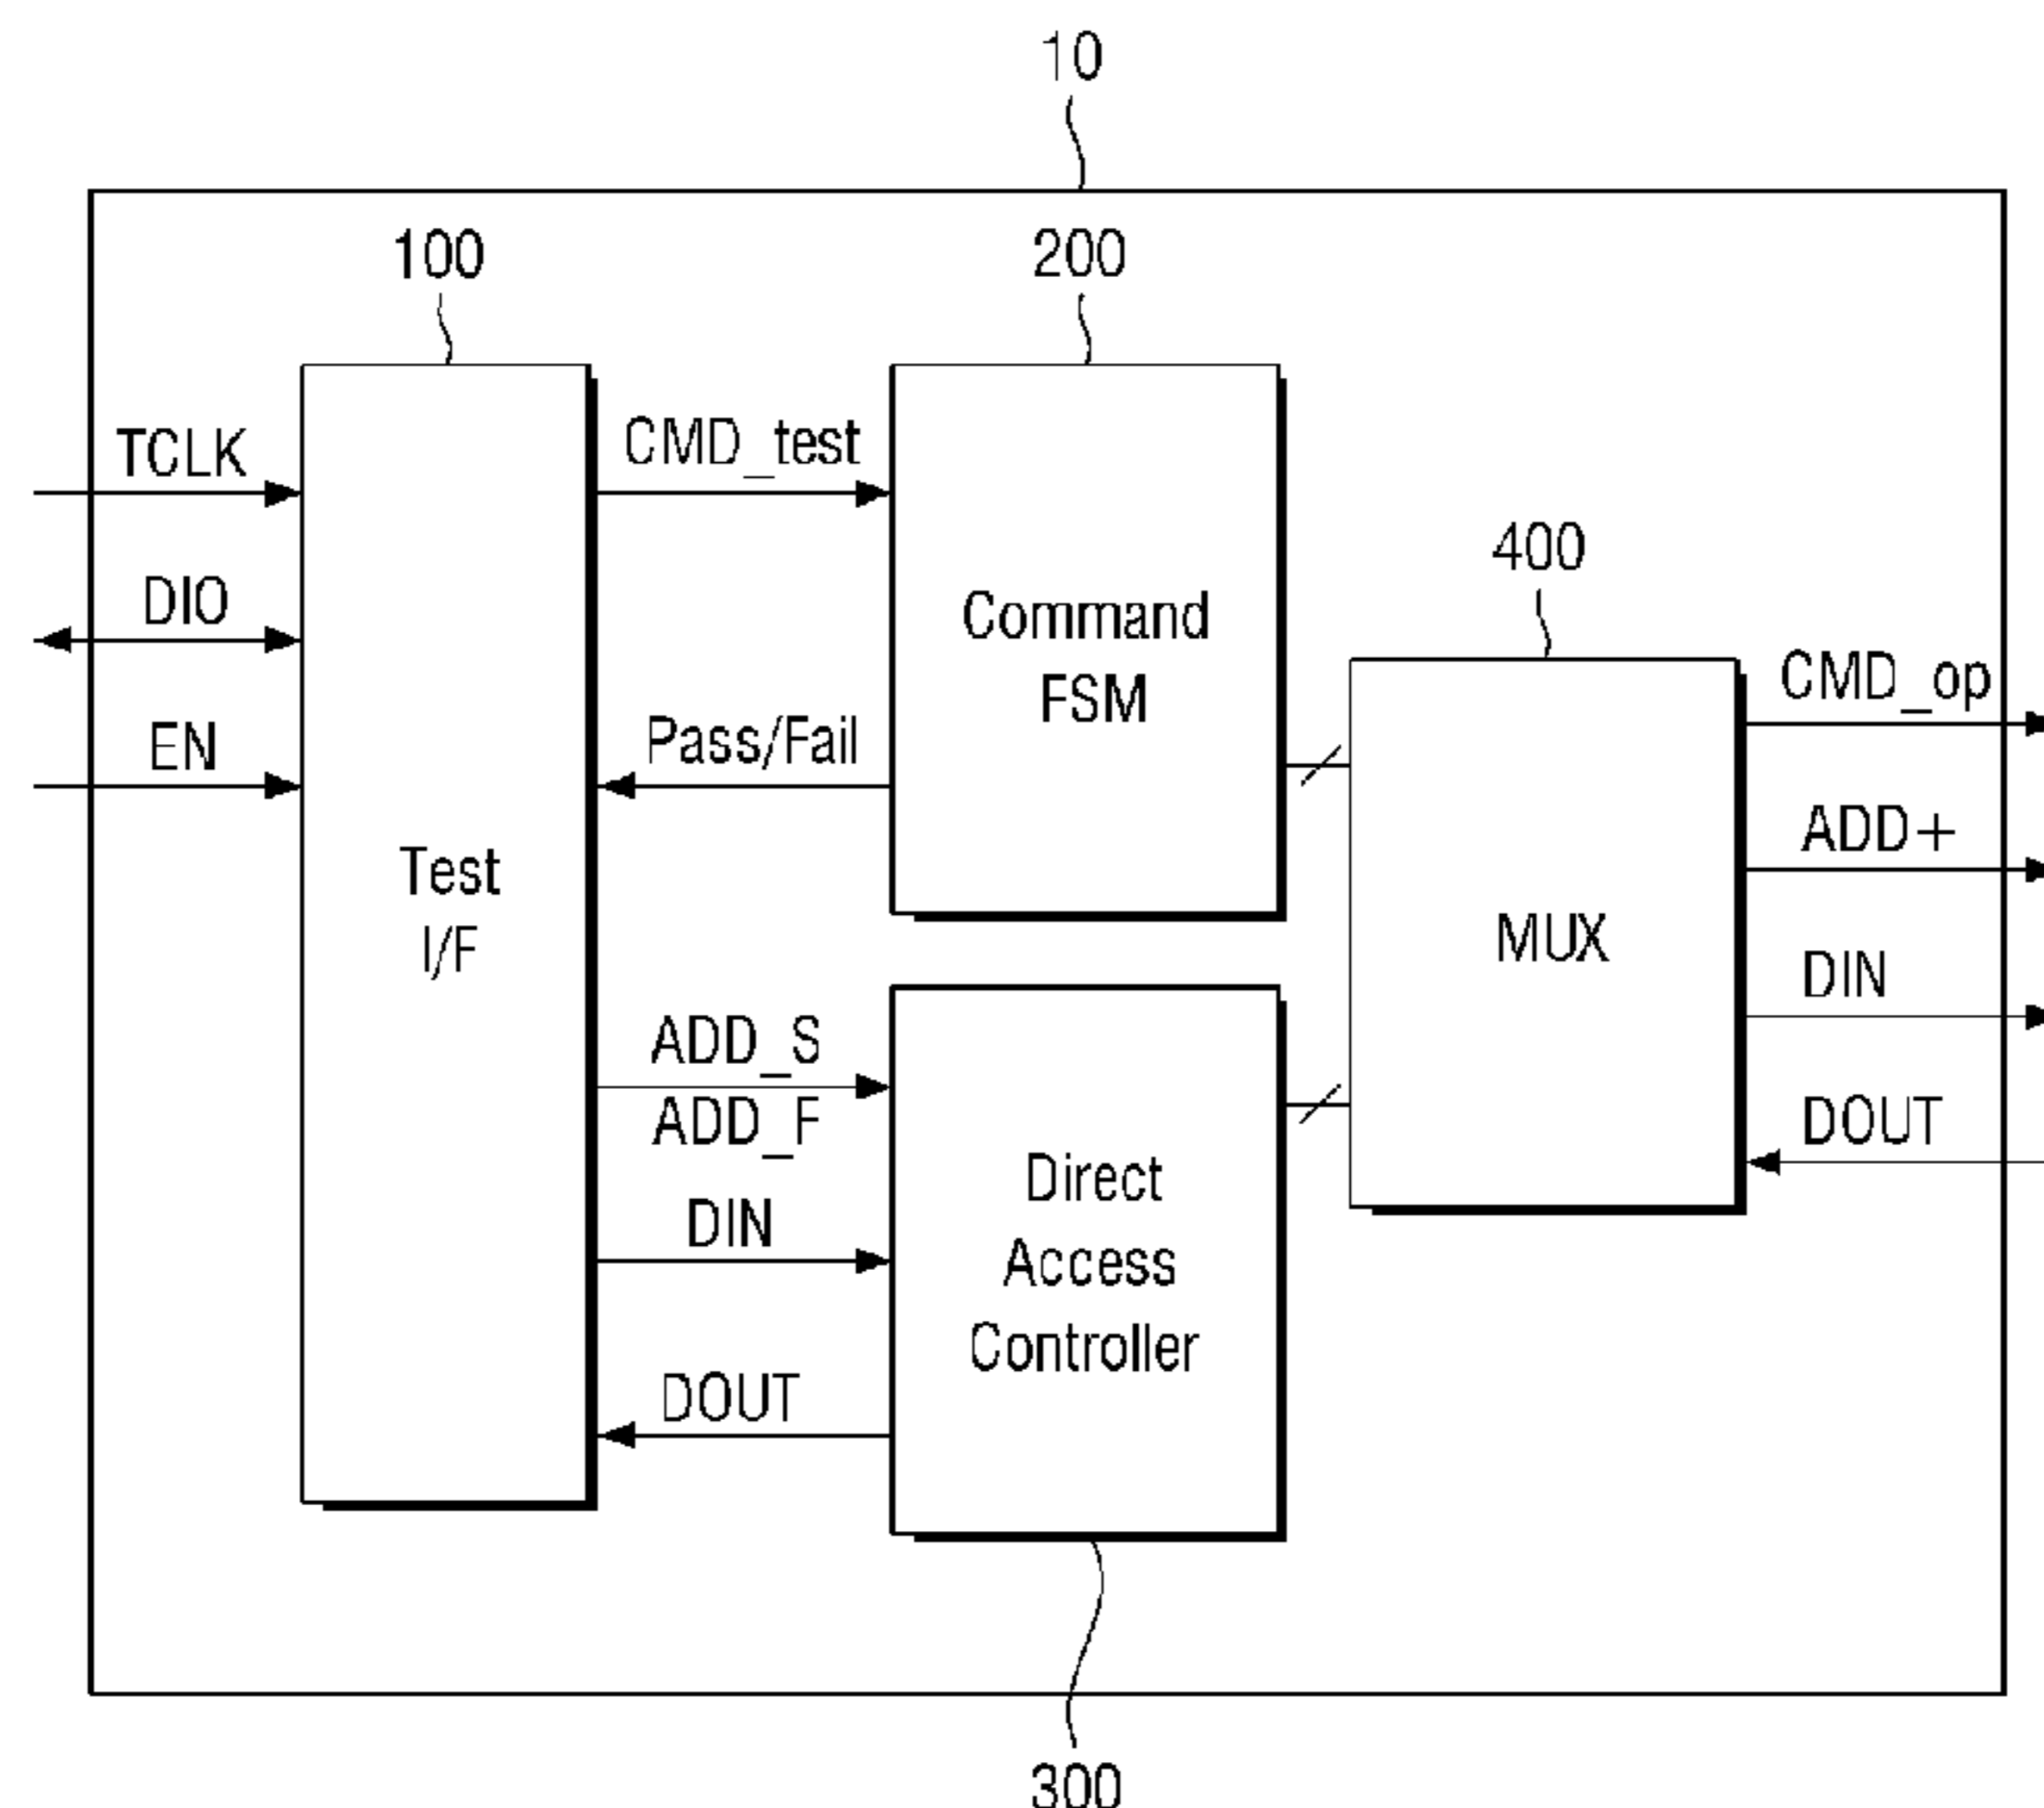 10
100
200
TCLK
CMD_test
DIO
Command
FSM
400
EN
Pass/Fail
CMD_op
Test
I/F
ADD+
MUX
DIN
ADD_S
ADD_F
DOUT
DIN
Direct
Access
Controller
DOUT
300